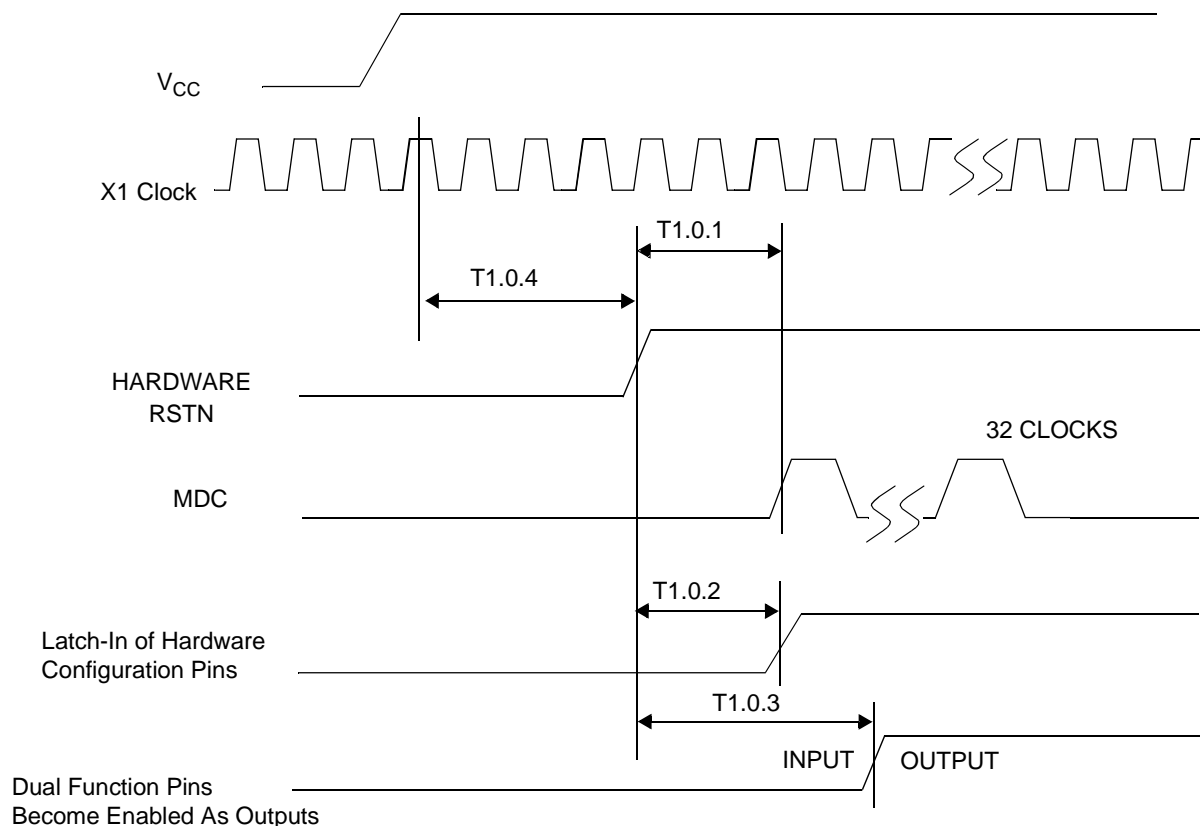 VCC
X1 Clock
T1.0.1
T1.0.4
HARDWARE
RSTN
32 CLOCKS
MDC
T1.0.2
Latch-In of Hardware
Configuration Pins
T1.0.3
INPUT
OUTPUT
Dual Function Pins
Become Enabled As Outputs